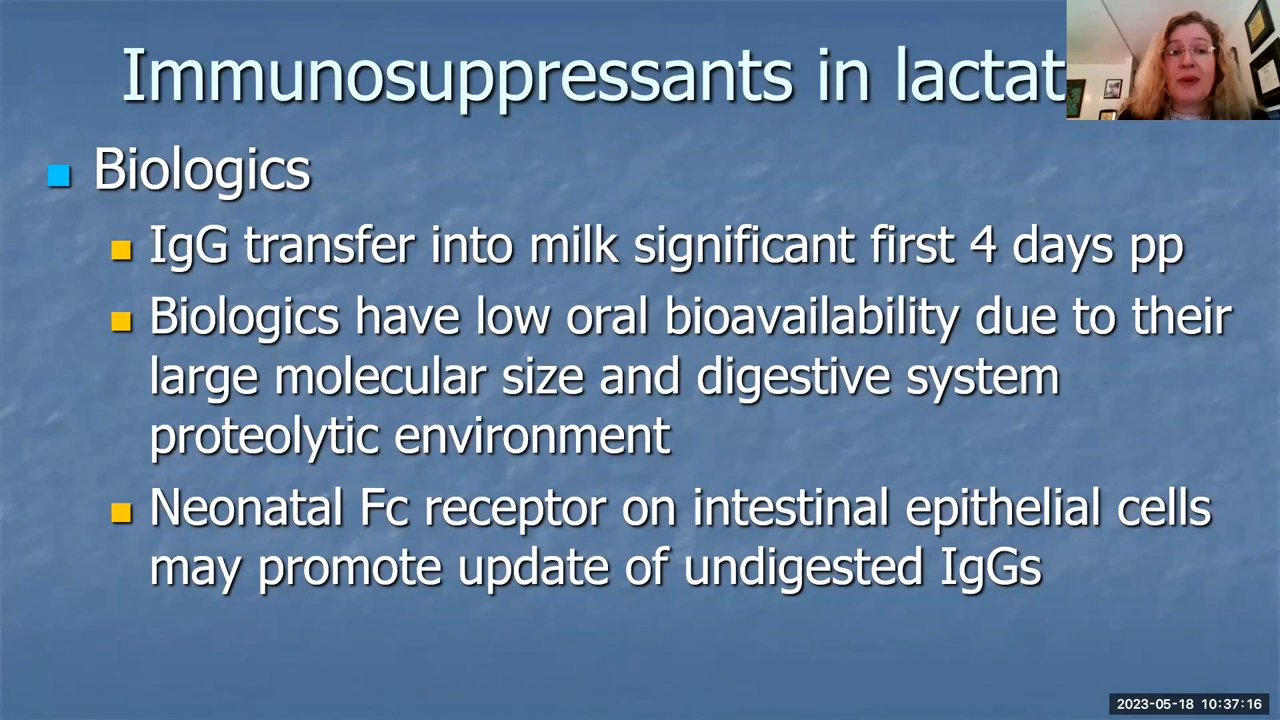 Immunosuppressants in lactat
Biologics
IgG transfer into milk significant first 4 days pp
Biologics have low oral bioavailability due to their
large molecular size and digestive system
proteolytic environment
Neonatal Fc receptor on intestinal epithelial cells
may promote update of undigested IgGs
2023-05-18 10:37:16